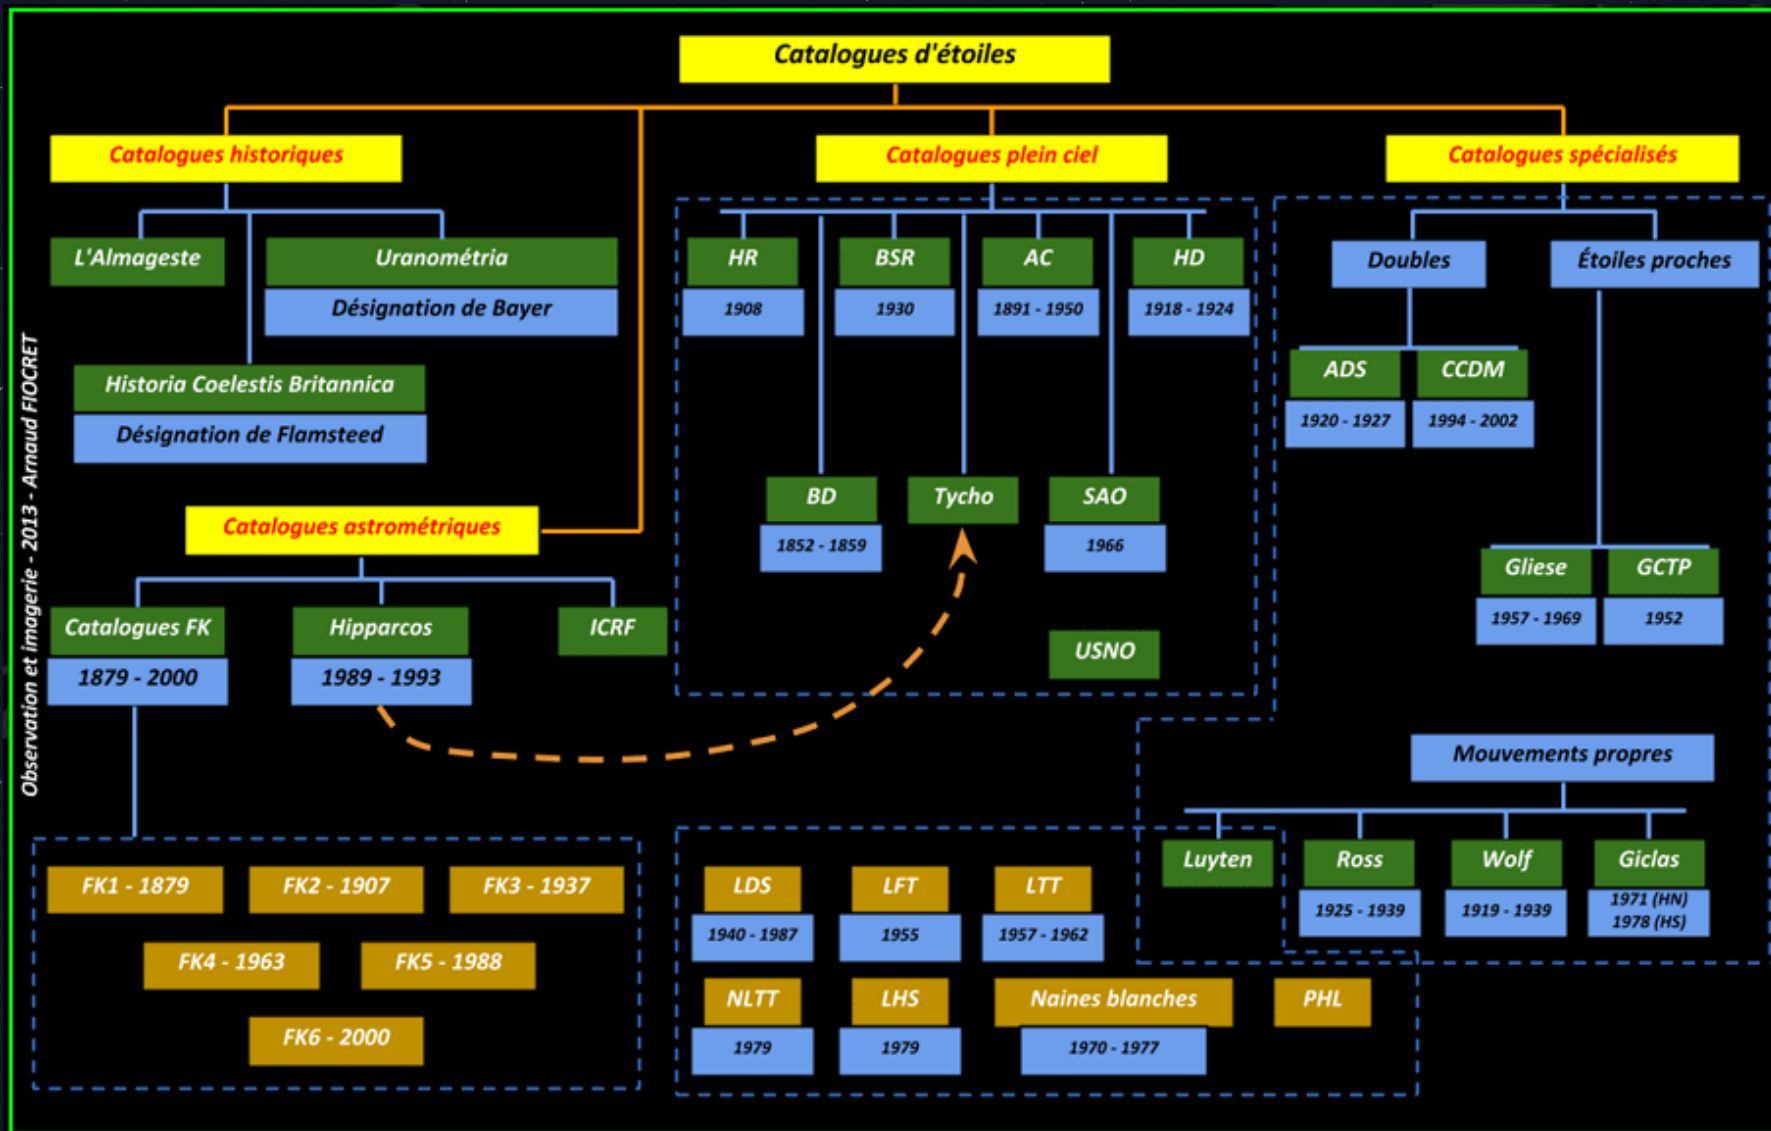 Catalogues d'étoiles
Catalogues historiques
Catalogues plein ciel
Catalogues spécialisés
L'Almageste
Uranométria
Désignation de Bayer
Historia Coelestis Britannica
Désignation de Flamsteed
HR
1908
BSR
1930
AC
1891 - 1950
HD
1918 - 1924
BD
1852 - 1859
Tycho
SAO
1966
USNO
Doubles
Étoiles proches
ADS
1920 - 1927
CCDM
1994 - 2002
Gliese
1957 - 1969
GCTP
1952
Catalogues astrométriques
Catalogues FK
1879 - 2000
Hipparcos
1989 - 1993
ICRF
Mouvements propres
Luyten
Ross
1925 - 1939
Wolf
1919 - 1939
Giclas
1971 (HN)
1978 (HS)
FK1 - 1879
FK2 - 1907
FK3 - 1937
FK4 - 1963
FK5 - 1988
FK6 - 2000
LDS
1940 - 1987
LFT
1955
LTT
1957 - 1962
NLTT
1979
LHS
1979
Naines blanches
1970 - 1977
PHL
Observation et imagerie - 2013 - Arnaud FIOCRET